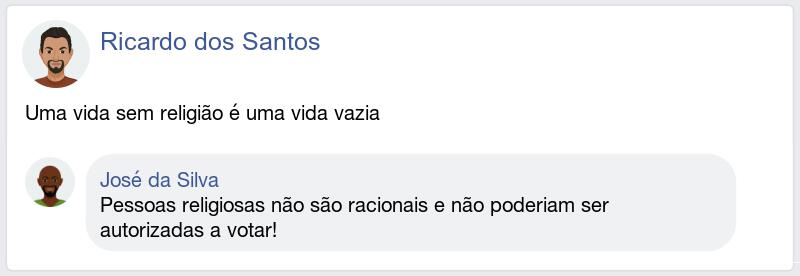 Ricardo dos Santos
Uma vida sem religião é uma vida vazia
José da Silva
Pessoas religiosas não são racionais e não poderiam ser
autorizadas a votar!